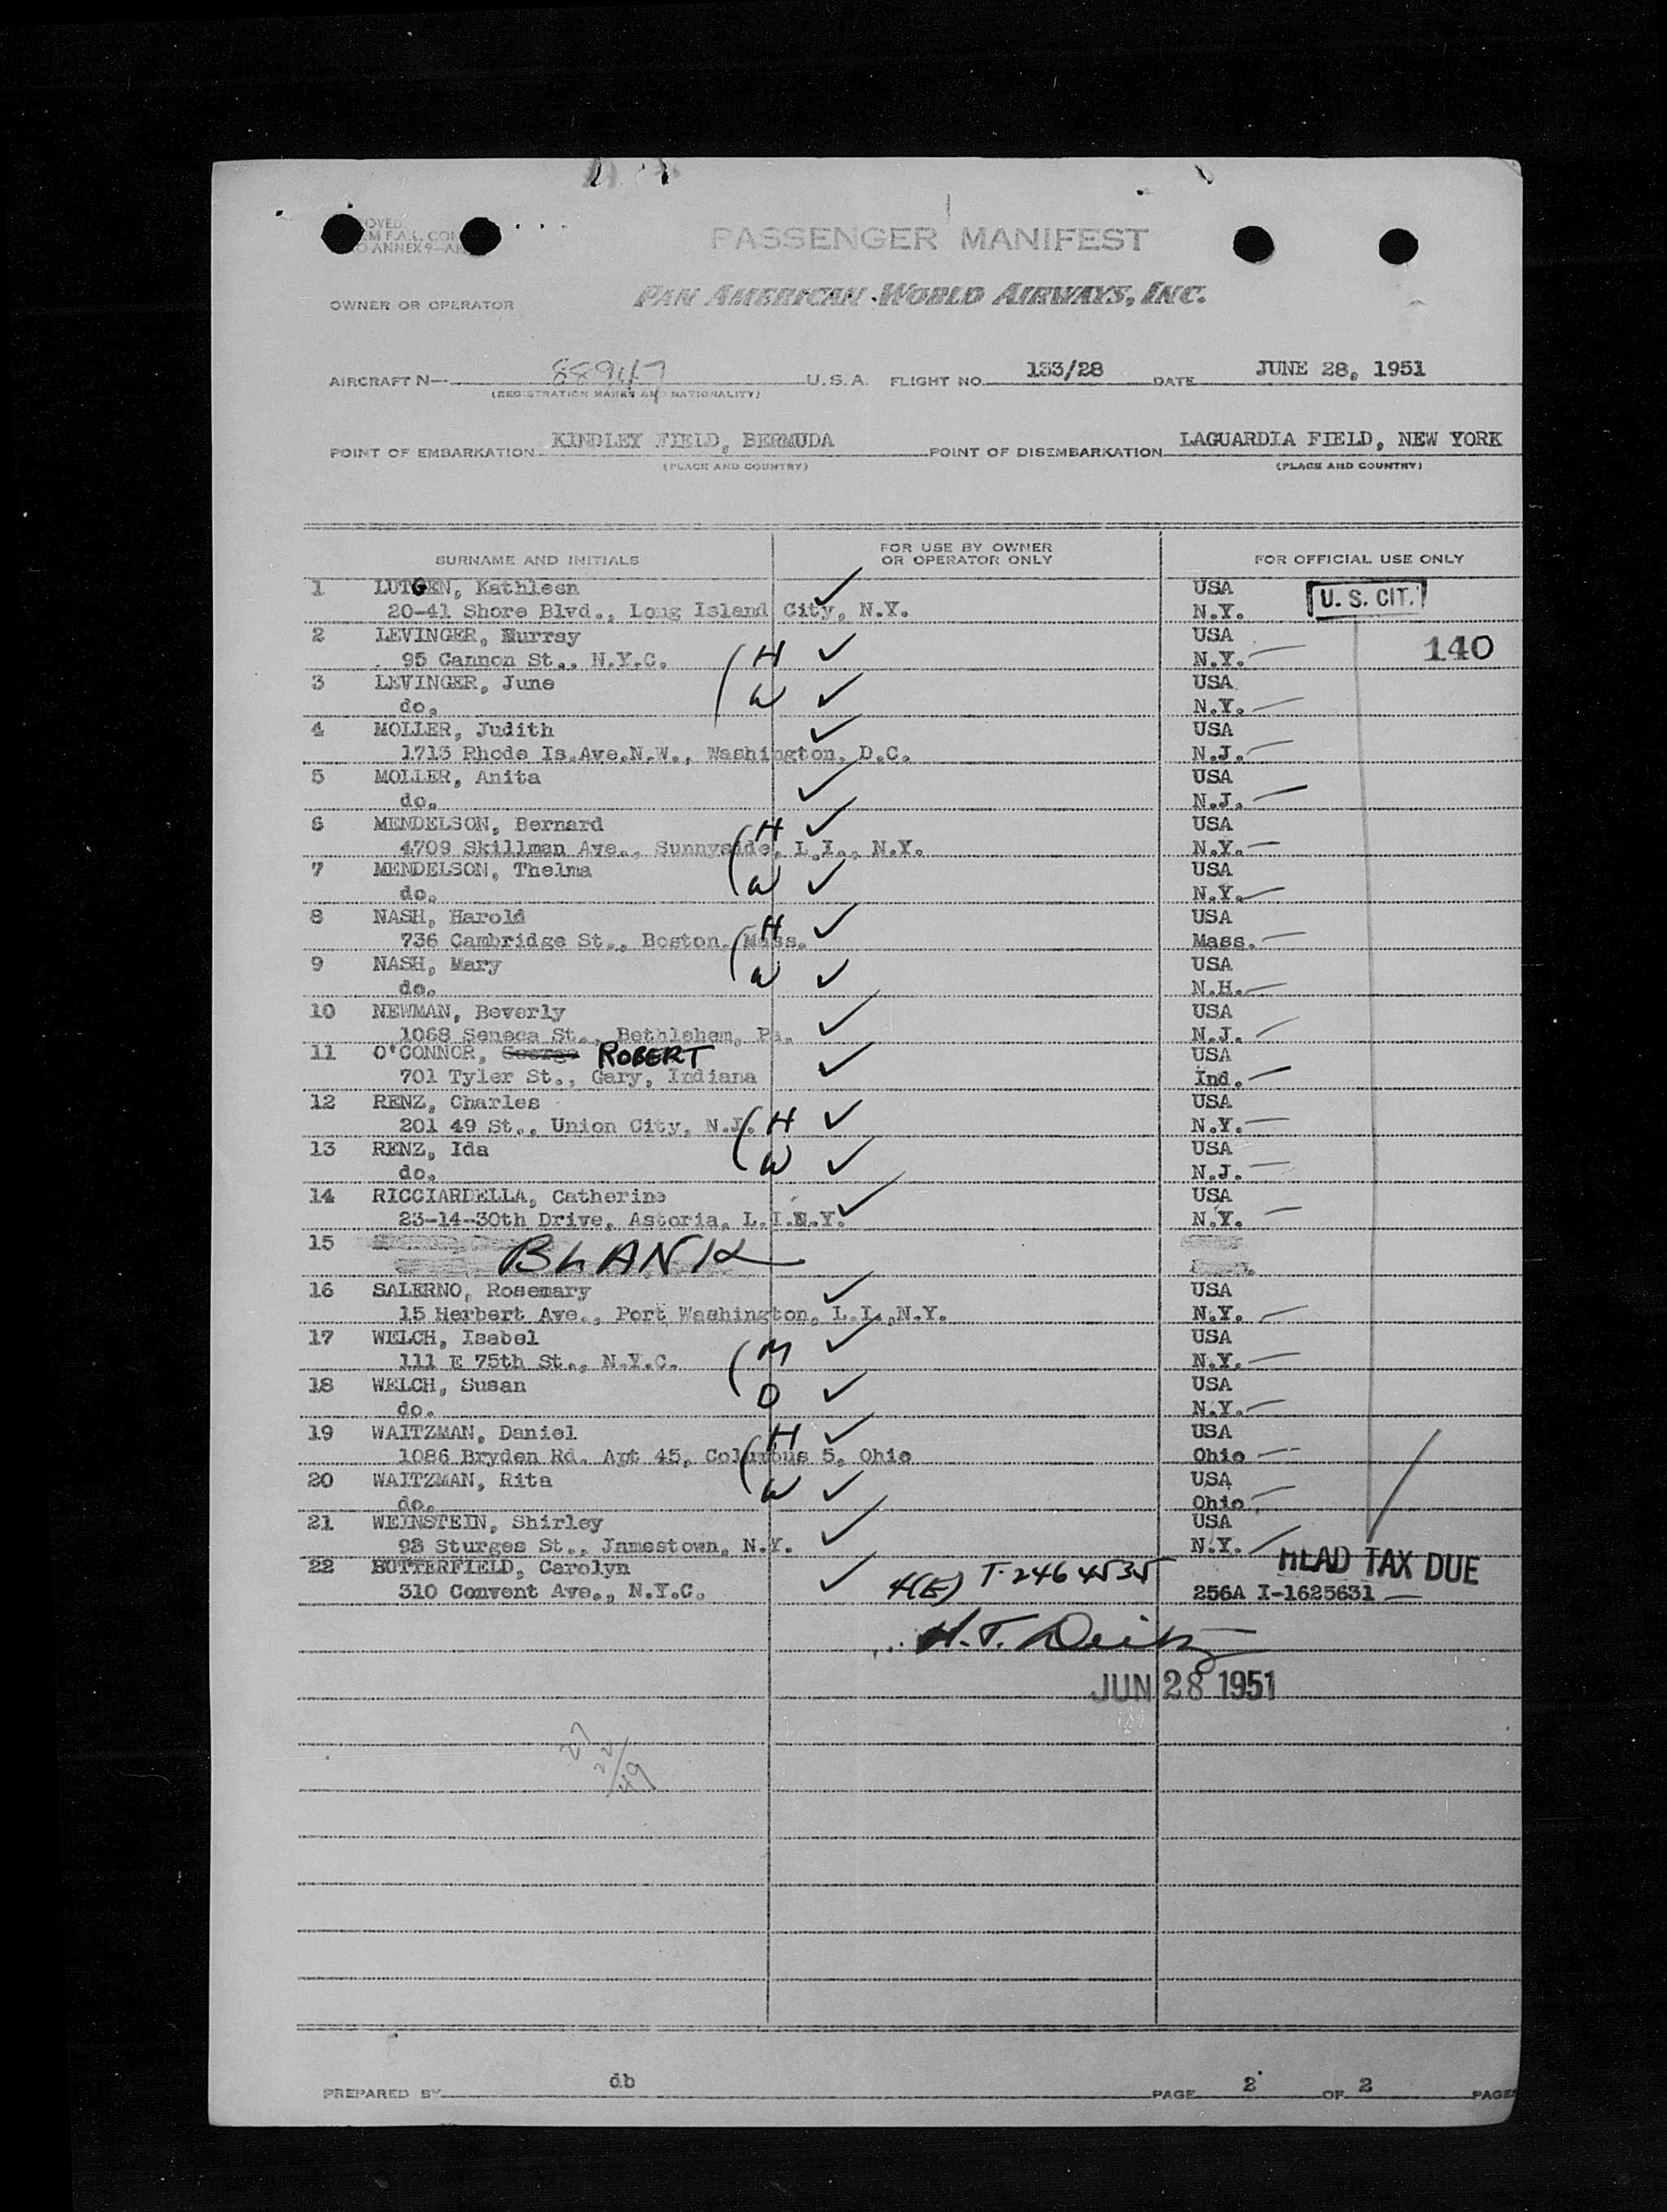 PASSENGER MANIFEST
OWNER OR OPERATOR PAN AMERICAN WORLD AIRWAYS, INC.
AIRCRAFT N— 88947 U.S.A. FLIGHT NO. 133/28 DATE JUNE 28, 1951
(REGISTRATION MARKS AND NATIONALITY)
POINT OF EMBARKATION KINDLEY FIELD, BERMUDA POINT OF DISEMBARKATION LAGUARDIA FIELD, NEW YORK
(PLACE AND COUNTRY) (PLACE AND COUNTRY)
SURNAME AND INITIALS FOR USE BY OWNER OR OPERATOR ONLY FOR OFFICIAL USE ONLY
1 LUTGEN, Kathleen ✓ USA U. S. CIT.
20-41 Shore Blvd., Long Island City, N.Y. N.Y.
2 LEVINGER, Murray USA 140
95 Cannon St., N.Y.C. (H ✓ N.Y.
3 LEVINGER, June USA
do. W ✓ N.Y.
4 MOLLER, Judith ✓ USA
1713 Rhode Is.Ave.N.W., Washington, D.C. N.J.
5 MOLLER, Anita ✓ USA
do. N.J.
6 MENDELSON, Bernard (H ✓ USA
4709 Skillman Ave., Sunnyside, L.I., N.Y. N.Y.
7 MENDELSON, Thelma W ✓ USA
do. N.Y.
8 NASH, Harold (H ✓ USA
736 Cambridge St., Boston, Mass. Mass.
9 NASH, Mary W ✓ USA
do. N.H.
10 NEWMAN, Beverly ✓ USA
1068 Seneca St., Bethlehem, Pa. N.J.
11 O'CONNOR, George ROBERT ✓ USA
701 Tyler St., Gary, Indiana Ind.
12 RENZ, Charles USA
201 49 St., Union City, N.J. (H ✓ N.Y.
13 RENZ, Ida W ✓ USA
do. N.J.
14 RICCIARDELLA, Catherine ✓ USA
23-14-30th Drive, Astoria, L.I.N.Y. N.Y.
15 BLANK
16 SALERNO, Rosemary ✓ USA
15 Herbert Ave., Port Washington, L.I.,N.Y. N.Y.
17 WELCH, Isabel (M ✓ USA
111 E 75th St., N.Y.C. N.Y.
18 WELCH, Susan D ✓ USA
do. N.Y.
19 WAITZMAN, Daniel (H ✓ USA
1086 Bryden Rd. Apt 45, Columbus 5, Ohio Ohio
20 WAITZMAN, Rita W ✓ USA
do. Ohio
21 WEINSTEIN, Shirley ✓ USA
98 Sturges St., Jamestown, N.Y. N.Y.
22 BUTTERFIELD, Carolyn ✓ 4(E) T-2464535 HEAD TAX DUE
310 Convent Ave., N.Y.C. 256A I-1625631
H.T.
JUN 28 1951
27
22/
49
PREPARED BY db PAGE 2 OF 2 PAGES